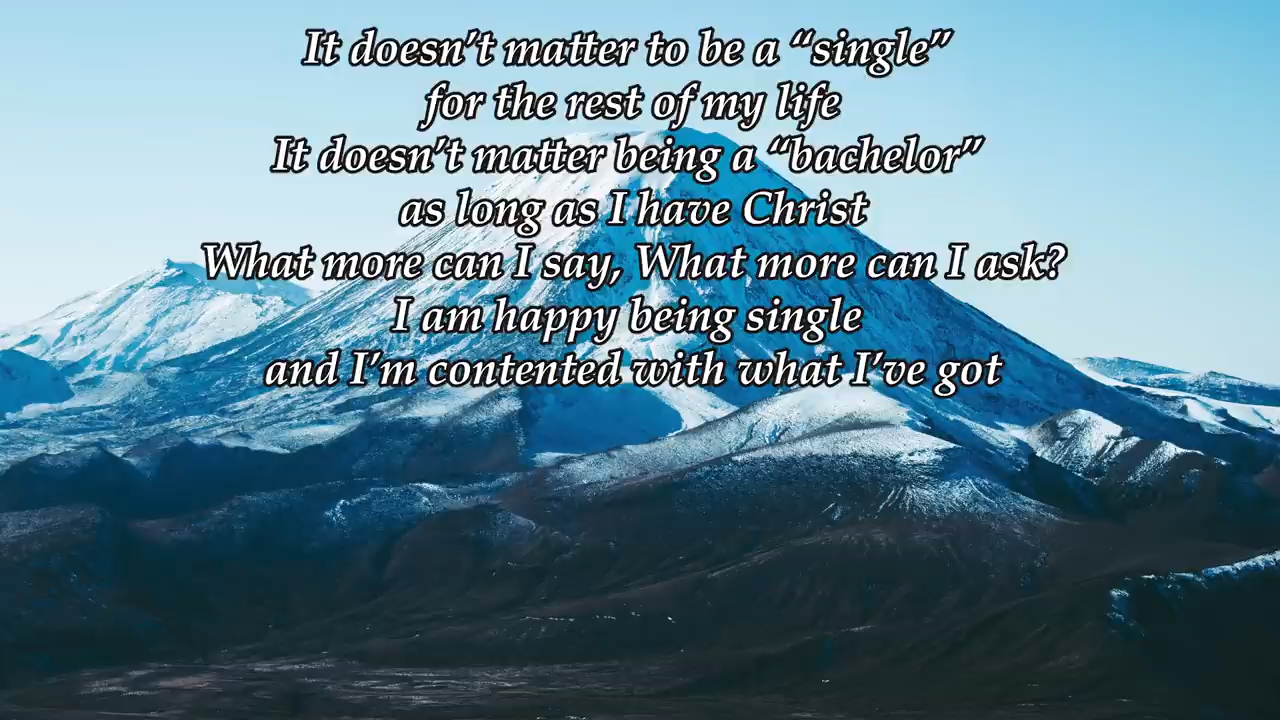 It doesn’t matter to be a “single”
for the rest of my life
It doesn’t matter being a “bachelor”
as long as I have Christ
What more can I say, What more can I ask?
I am happy being single
and I’m contented with what I’ve got